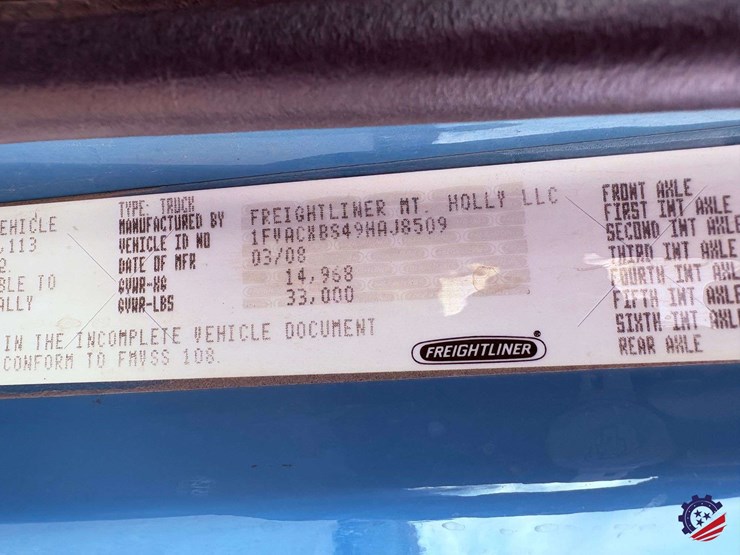 EHICLE
,113
2.
BLE TO
ALLY
TYPE: TRUCK
MANUFACTURED BY FREIGHTLINER MT. HOLLY LLC
VEHICLE ID NO 1FVACXBS49HAJ8509
DATE OF MFR 03/08
GVWR-KG 14,968
GVWR-LBS 33,000
IN THE INCOMPLETE VEHICLE DOCUMENT
CONFORM TO FMVSS 108.
FREIGHTLINER®
FRONT AXLE
FIRST INT AXLE
SECOND INT AXLE
THIRD INT AXLE
FOURTH INT AXLE
FIFTH INT AXLE
SIXTH INT AXLE
REAR AXLE